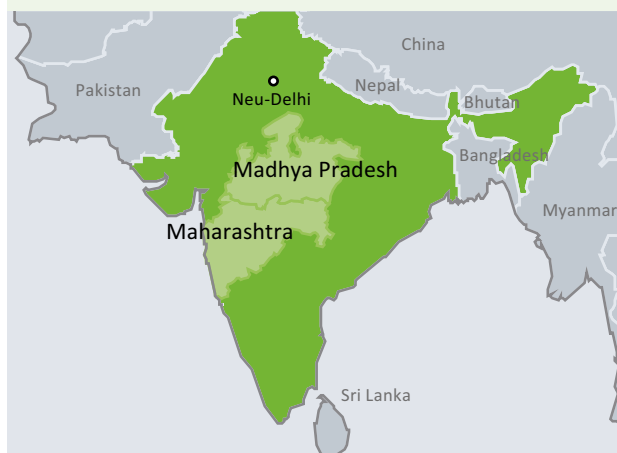 China
Pakistan
Nepal
Neu-Delhi
Bhutan
Bangladesh
Madhya Pradesh
Myanmar
Maharashtra
Sri Lanka